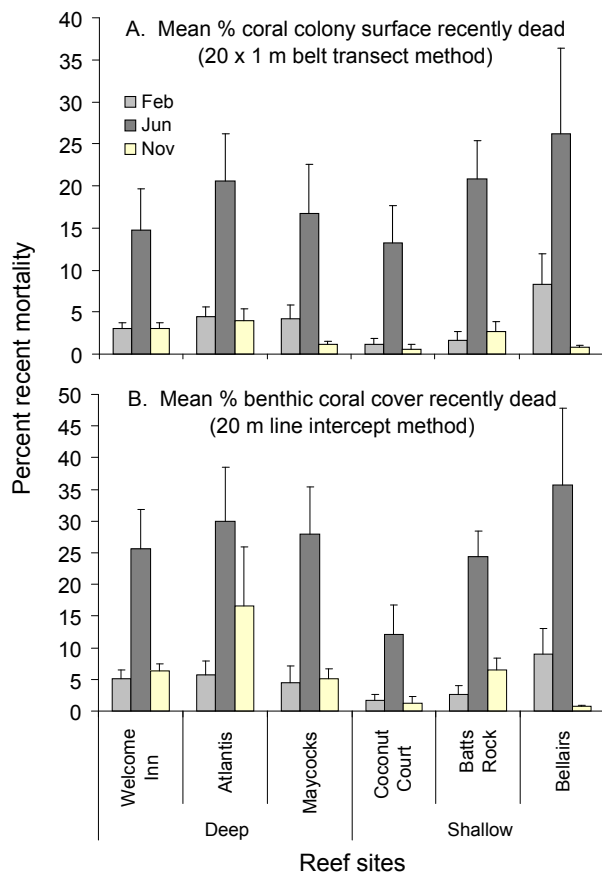 A. Mean % coral colony surface recently dead
(20 x 1 m belt transect method)
40
35
30
25
20
15
10
5
0
Feb
Jun
Nov
Percent recent mortality
B. Mean % benthic coral cover recently dead
(20 m line intercept method)
50
45
40
35
30
25
20
15
10
5
0
Welcome
Inn
Atlantis
Maycocks
Coconut
Court
Batts
Rock
Bellairs
Deep
Shallow
Reef sites